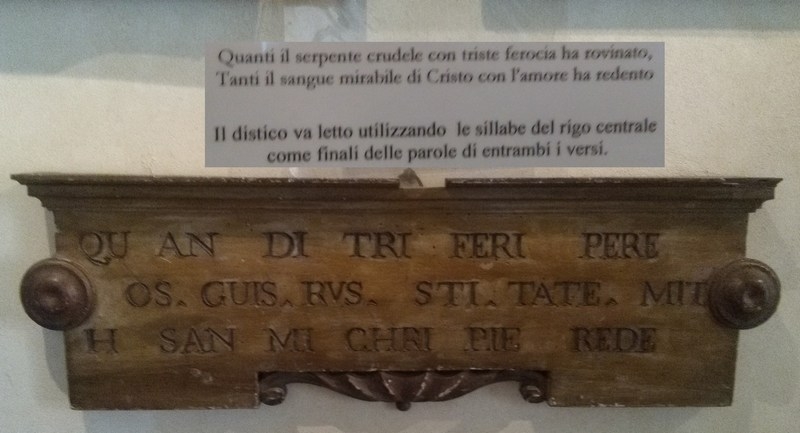 Quanti il serpente crudele con triste ferocia ha rovinato,
Tanti il sangue mirabile di Cristo con l'amore ha redento
Il distico va letto utilizzando le sillabe del rigo centrale
come finali delle parole di entrambi i versi.
QU AN DI TRI FERI PERE
OS. GUIS. RVS. STI. TATE. MIT
H SAN MI CHRI PIE REDE